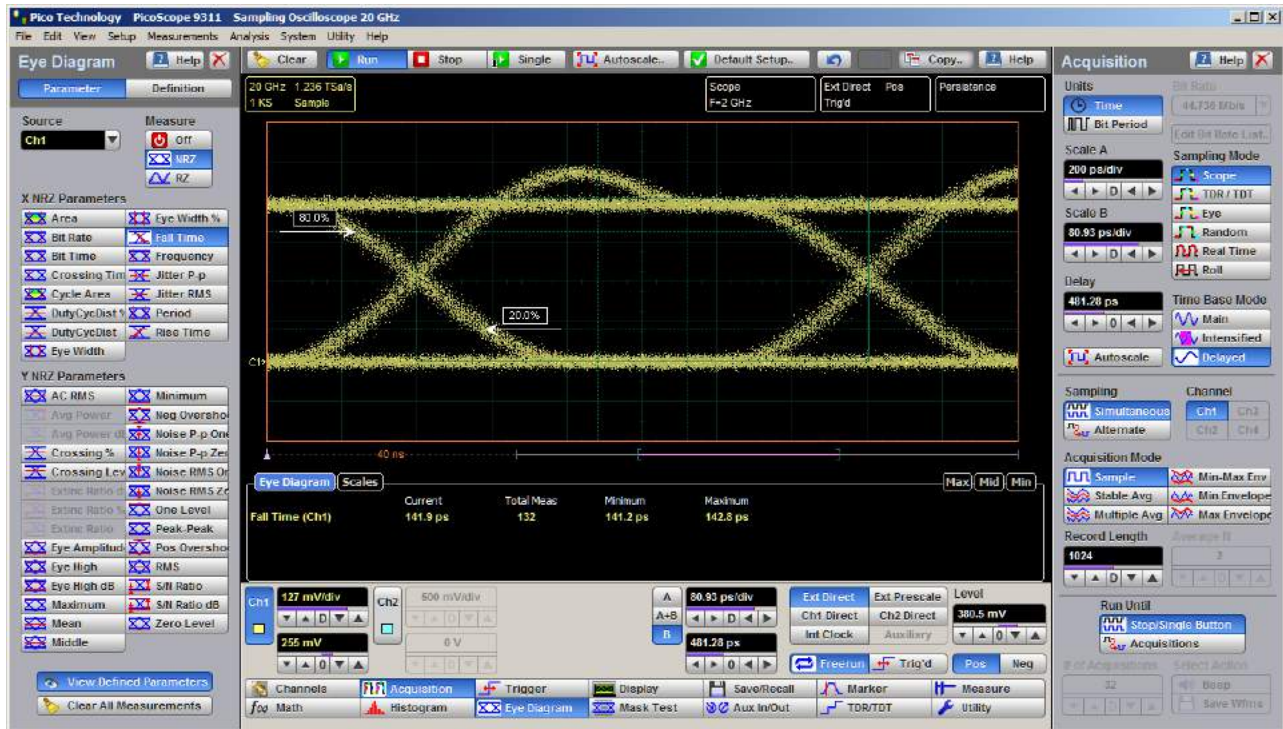 Pico Technology PicoScope 9311 Sampling Oscilloscope 20 GHz
File Edit View Setup Measurements Analysis System Utility Help
Eye Diagram Help
Parameter Definition
Source Measure
Ch1 Off
NRZ
RZ
X NRZ Parameters
Area Eye Width %
Bit Rate Fall Time
Bit Time Frequency
Crossing Tim Jitter P-p
Cycle Area Jitter RMS
DutyCycDist % Period
DutyCycDist Rise Time
Eye Width
Y NRZ Parameters
AC RMS Minimum
Avg Power Neg Oversho
Avg Power dB Noise P-p One
Crossing % Noise P-p Zer
Crossing Lev Noise RMS On
Extinc Ratio d Noise RMS Ze
Extinc Ratio % One Level
Extinc Ratio Peak-Peak
Eye Amplitud Pos Oversho
Eye High RMS
Eye High dB S/N Ratio
Maximum S/N Ratio dB
Mean Zero Level
Middle
View Defined Parameters
Clear All Measurements
Clear Run Stop Single Autoscale.. Default Setup.. Copy.. Help
20 GHz 1.236 TSa/s
1 KS Sample
Scope
F=2 GHz
Ext Direct Pos
Trig'd
Persistence
80.0%
20.0%
Ch1
40 ns
Eye Diagram Scales Max Mid Min
Current Total Meas Minimum Maximum
Fall Time (Ch1) 141.9 ps 132 141.2 ps 142.8 ps
Ch1 127 mV/div
D
255 mV
0
Ch2 500 mV/div
D
0 V
0
A 80.93 ps/div
A+B D
B 481.28 ps
0
Ext Direct Ext Prescale Level
Ch1 Direct Ch2 Direct 380.5 mV
Int Clock Auxiliary 0
Freerun Trig'd Pos Neg
Channels Acquisition Trigger Display Save/Recall Marker Measure
fxy Math Histogram Eye Diagram Mask Test Aux In/Out TDR/TDT Utility
Acquisition Help
Units Bit Rate
Time 44.736 Mb/s
Bit Period Edit Bit Rate List..
Scale A Sampling Mode
200 ps/div Scope
D TDR / TDT
Scale B Eye
80.93 ps/div Random
D Real Time
Roll
Delay
481.28 ps Time Base Mode
0 Main
Intensified
Autoscale Delayed
Sampling Channel
Simultaneous Ch1 Ch3
Alternate Ch2 Ch4
Acquisition Mode
Sample Min-Max Env
Stable Avg Min Envelope
Multiple Avg Max Envelope
Record Length Average N
1024 2
D D
Run Until
Stop/Single Button
Acquisitions
# of Acquisitions Select Action
32 Beep
D Save Wfms